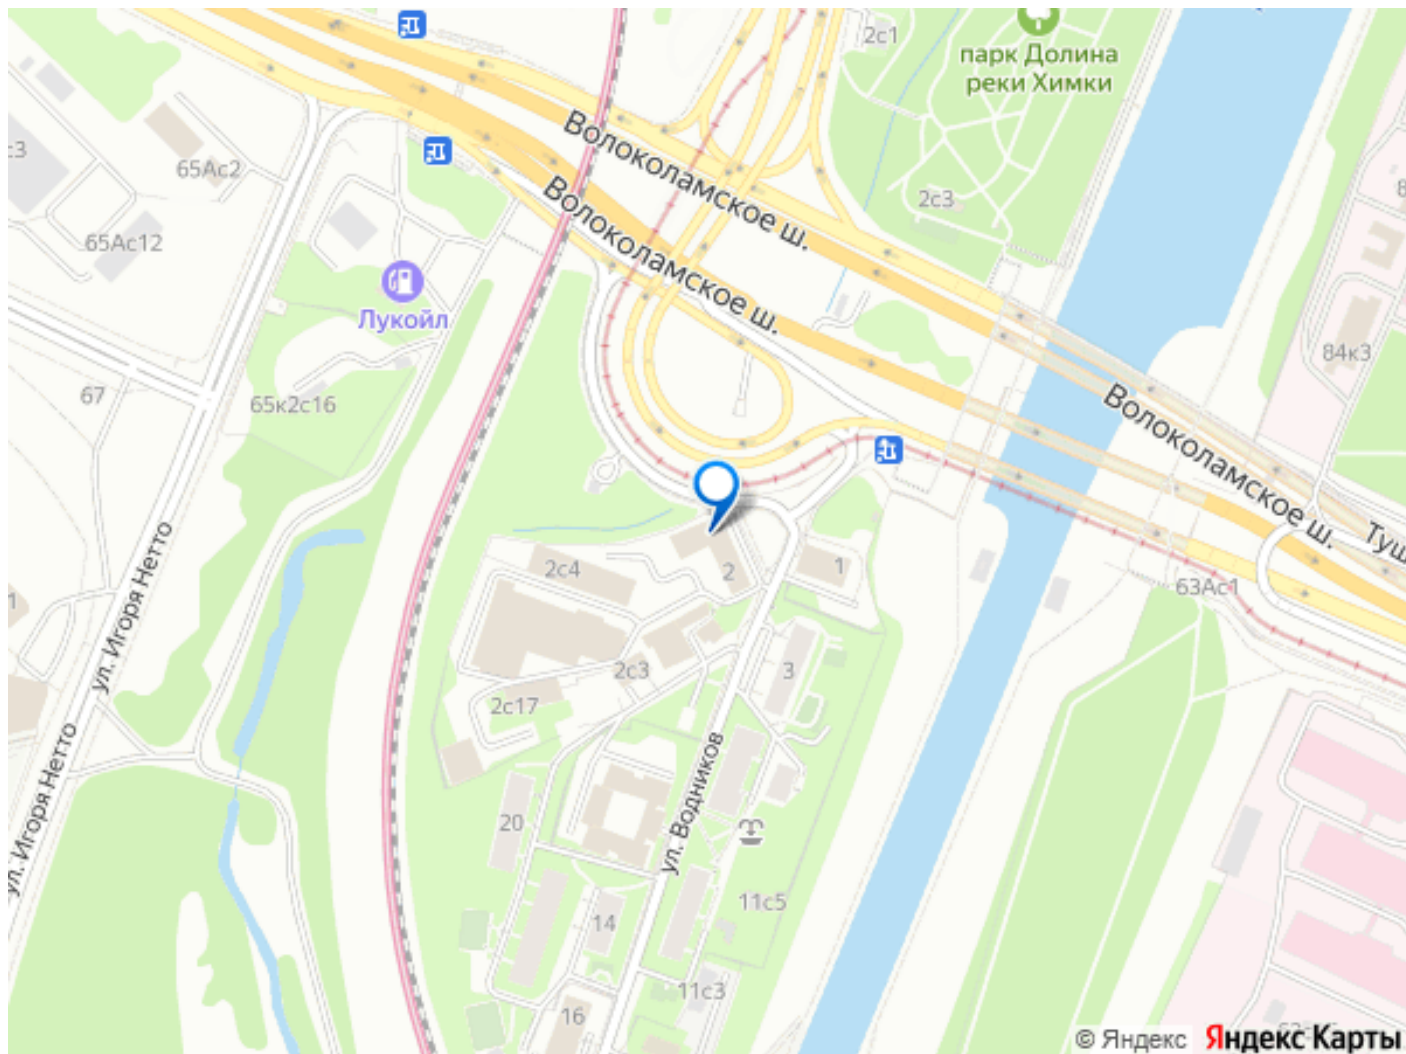 2с1
парк Долина
реки Химки
Волоколамское ш.
с3
65Ас2
2с3
Волоколамское ш.
65Ас12
Лукойл
84к3
67
65к2с16
Волоколамское ш.
Туш
2с4
2
1
63Ас1
1
ул. Игоря Нетто
2с3
3
2с17
ул. Игоря Нетто
ул. Водников
20
11с5
14
11с3
16
© Яндекс
Яндекс Карты